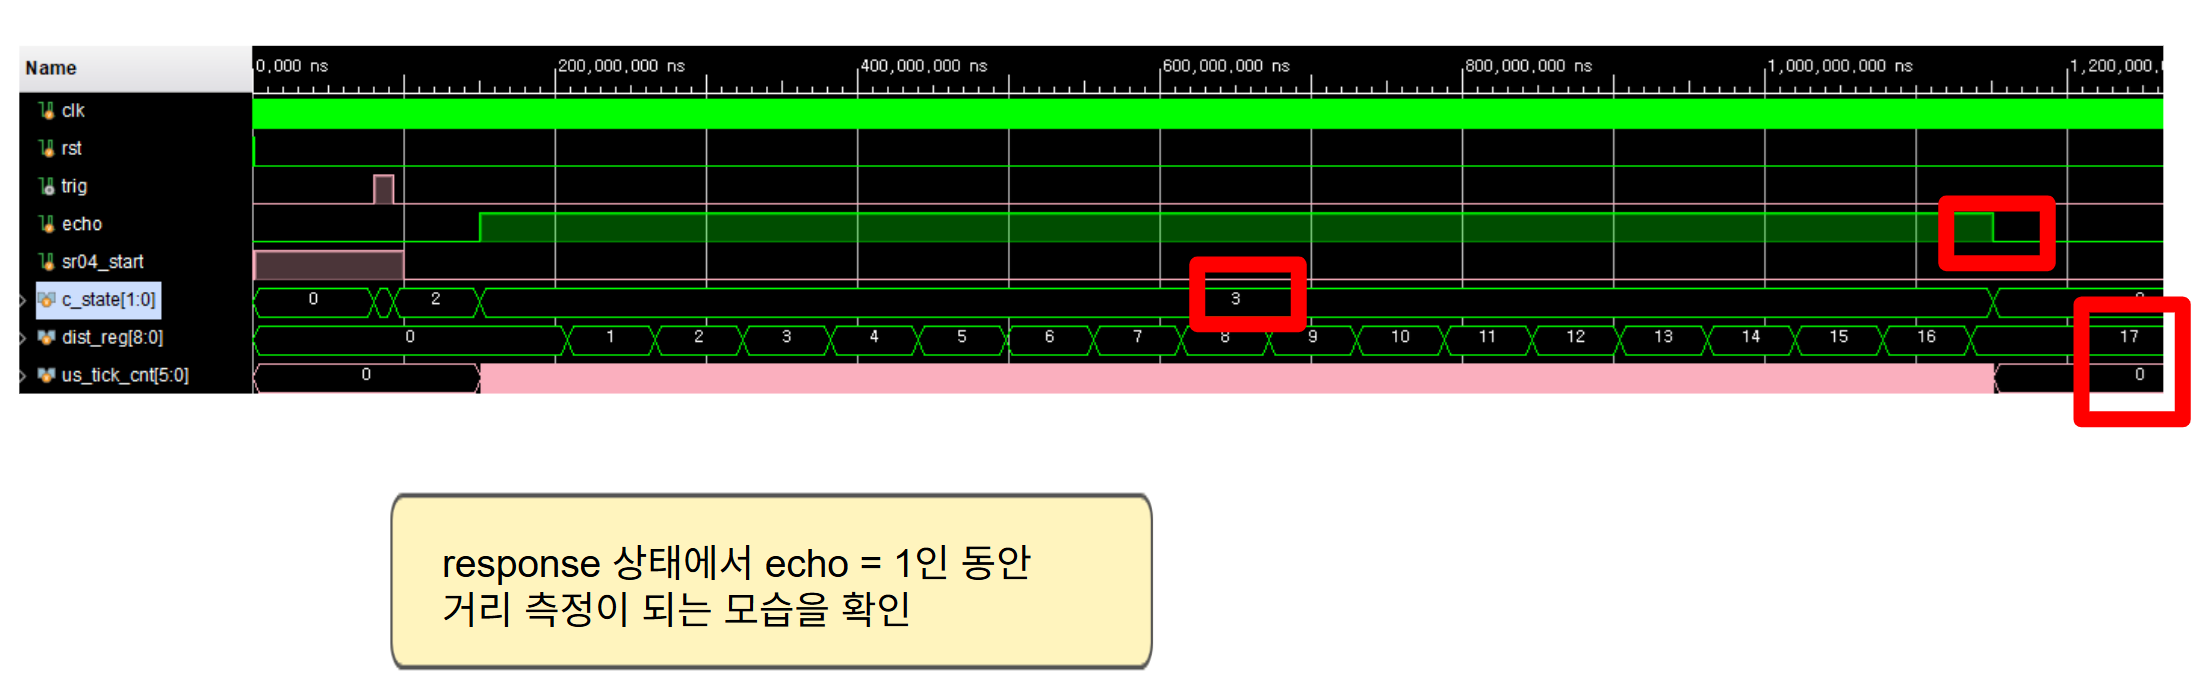 Name
0,000 ns 200,000,000 ns 400,000,000 ns 600,000,000 ns 800,000,000 ns 1,000,000,000 ns 1,200,000,
clk
rst
trig
echo
sr04_start
c_state[1:0] 0 2 3
dist_reg[8:0] 0 1 2 3 4 5 6 7 8 9 10 11 12 13 14 15 16 17
us_tick_cnt[5:0] 0 0
response 상태에서 echo = 1인 동안
거리 측정이 되는 모습을 확인